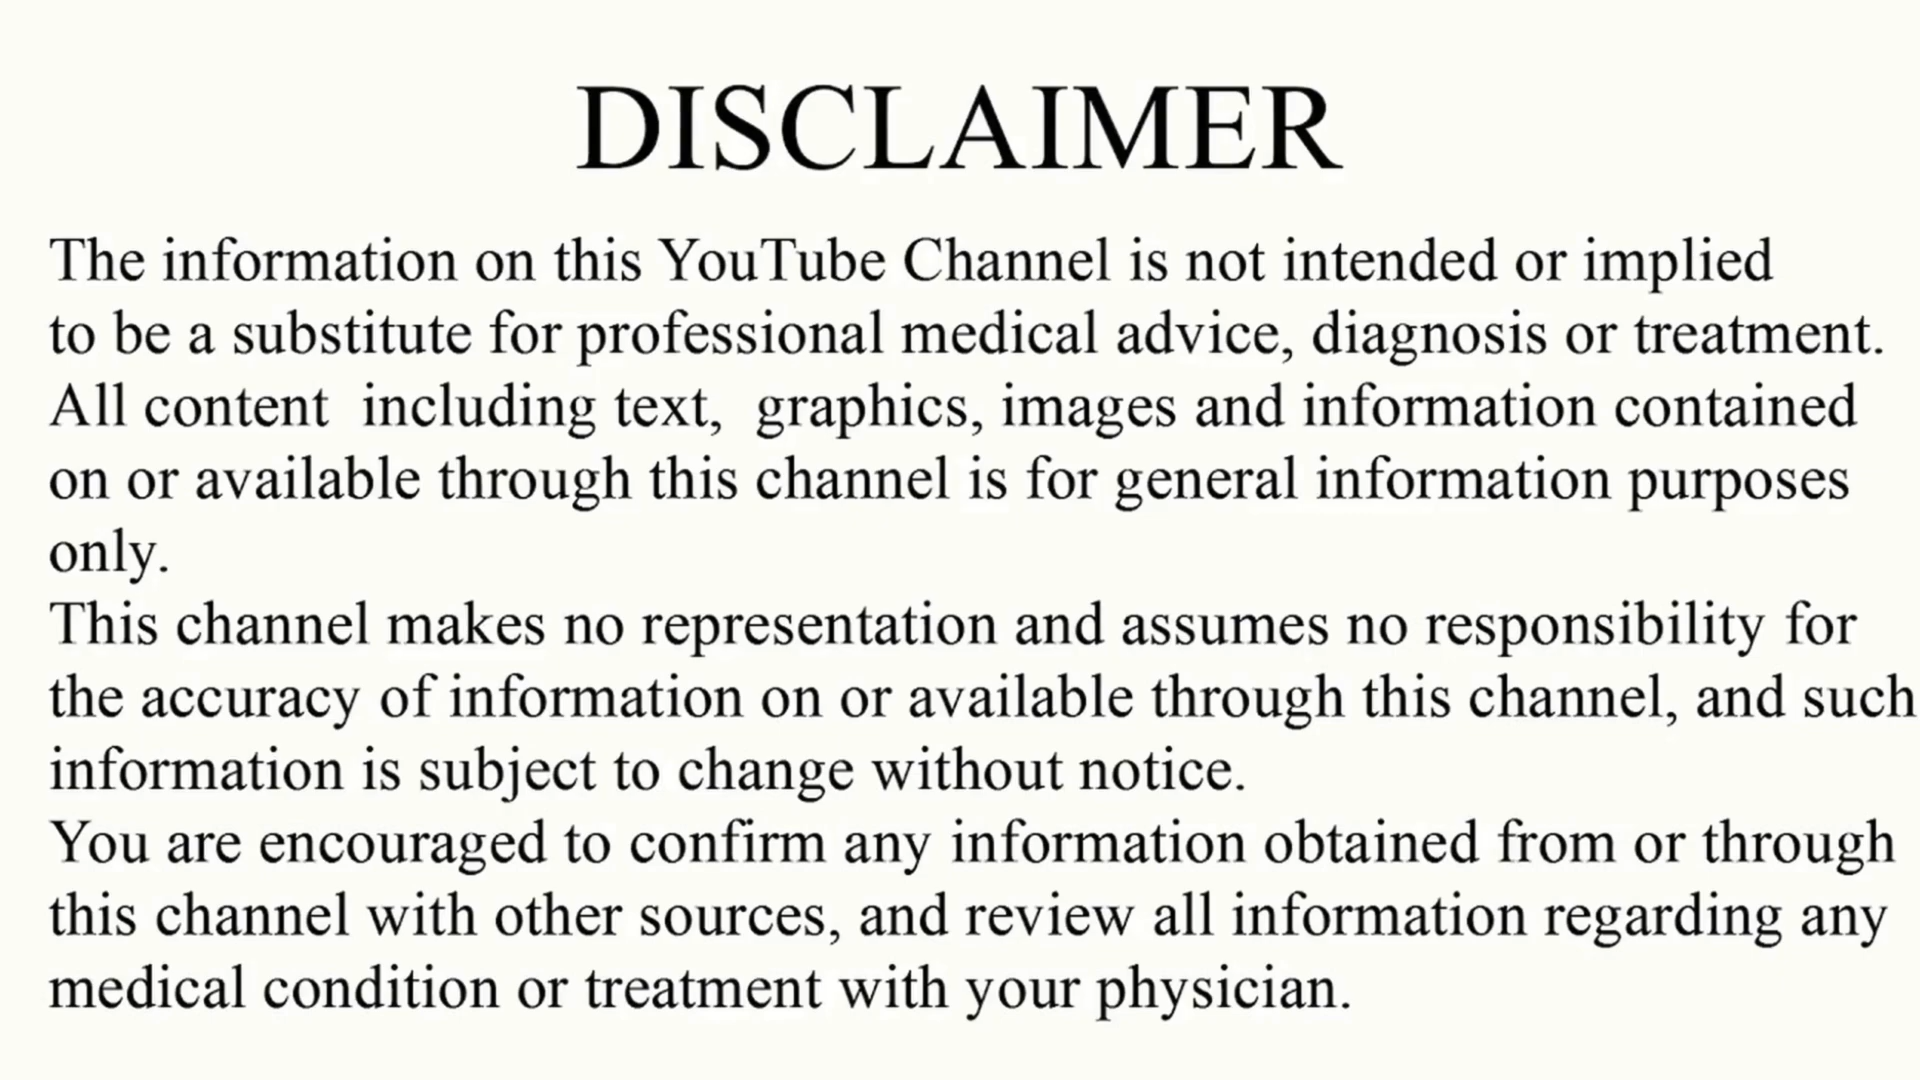 DISCLAIMER
The information on this YouTube Channel is not intended or implied
to be a substitute for professional medical advice, diagnosis or treatment.
All content  including text,  graphics, images and information contained
on or available through this channel is for general information purposes
only.
This channel makes no representation and assumes no responsibility for
the accuracy of information on or available through this channel, and such
information is subject to change without notice.
You are encouraged to confirm any information obtained from or through
this channel with other sources, and review all information regarding any
medical condition or treatment with your physician.